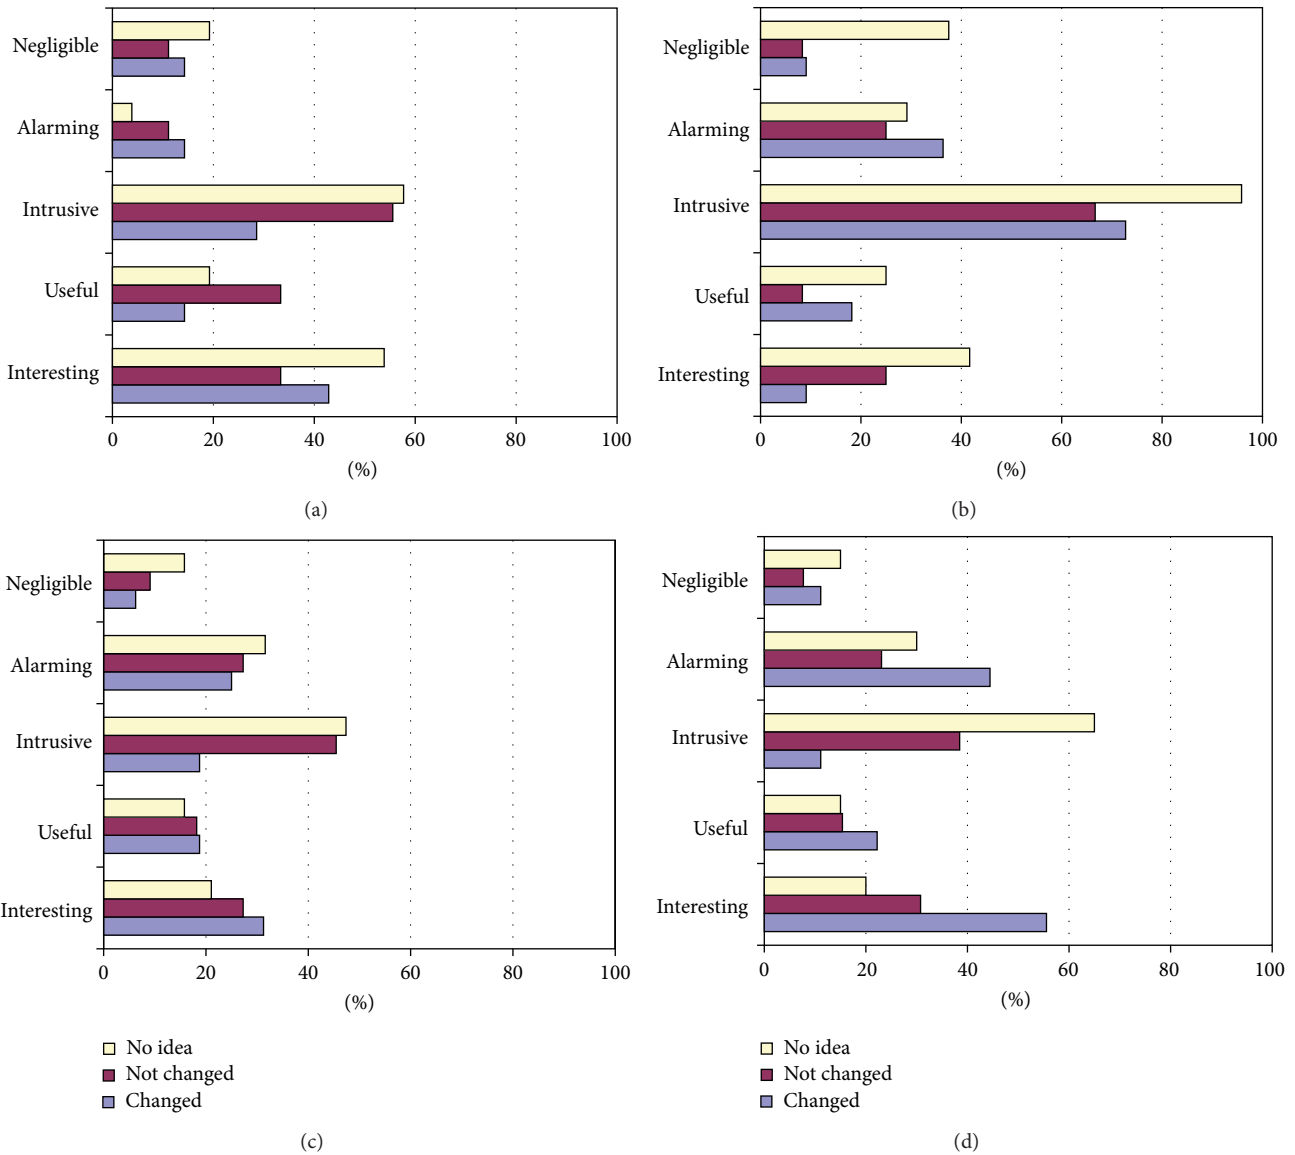 Negligible
Alarming
Intrusive
Useful
Interesting
0 20 40 60 80 100
(%)
(a)
Negligible
Alarming
Intrusive
Useful
Interesting
0 20 40 60 80 100
(%)
(b)
Negligible
Alarming
Intrusive
Useful
Interesting
0 20 40 60 80 100
(%)
No idea
Not changed
Changed
(c)
Negligible
Alarming
Intrusive
Useful
Interesting
0 20 40 60 80 100
(%)
No idea
Not changed
Changed
(d)